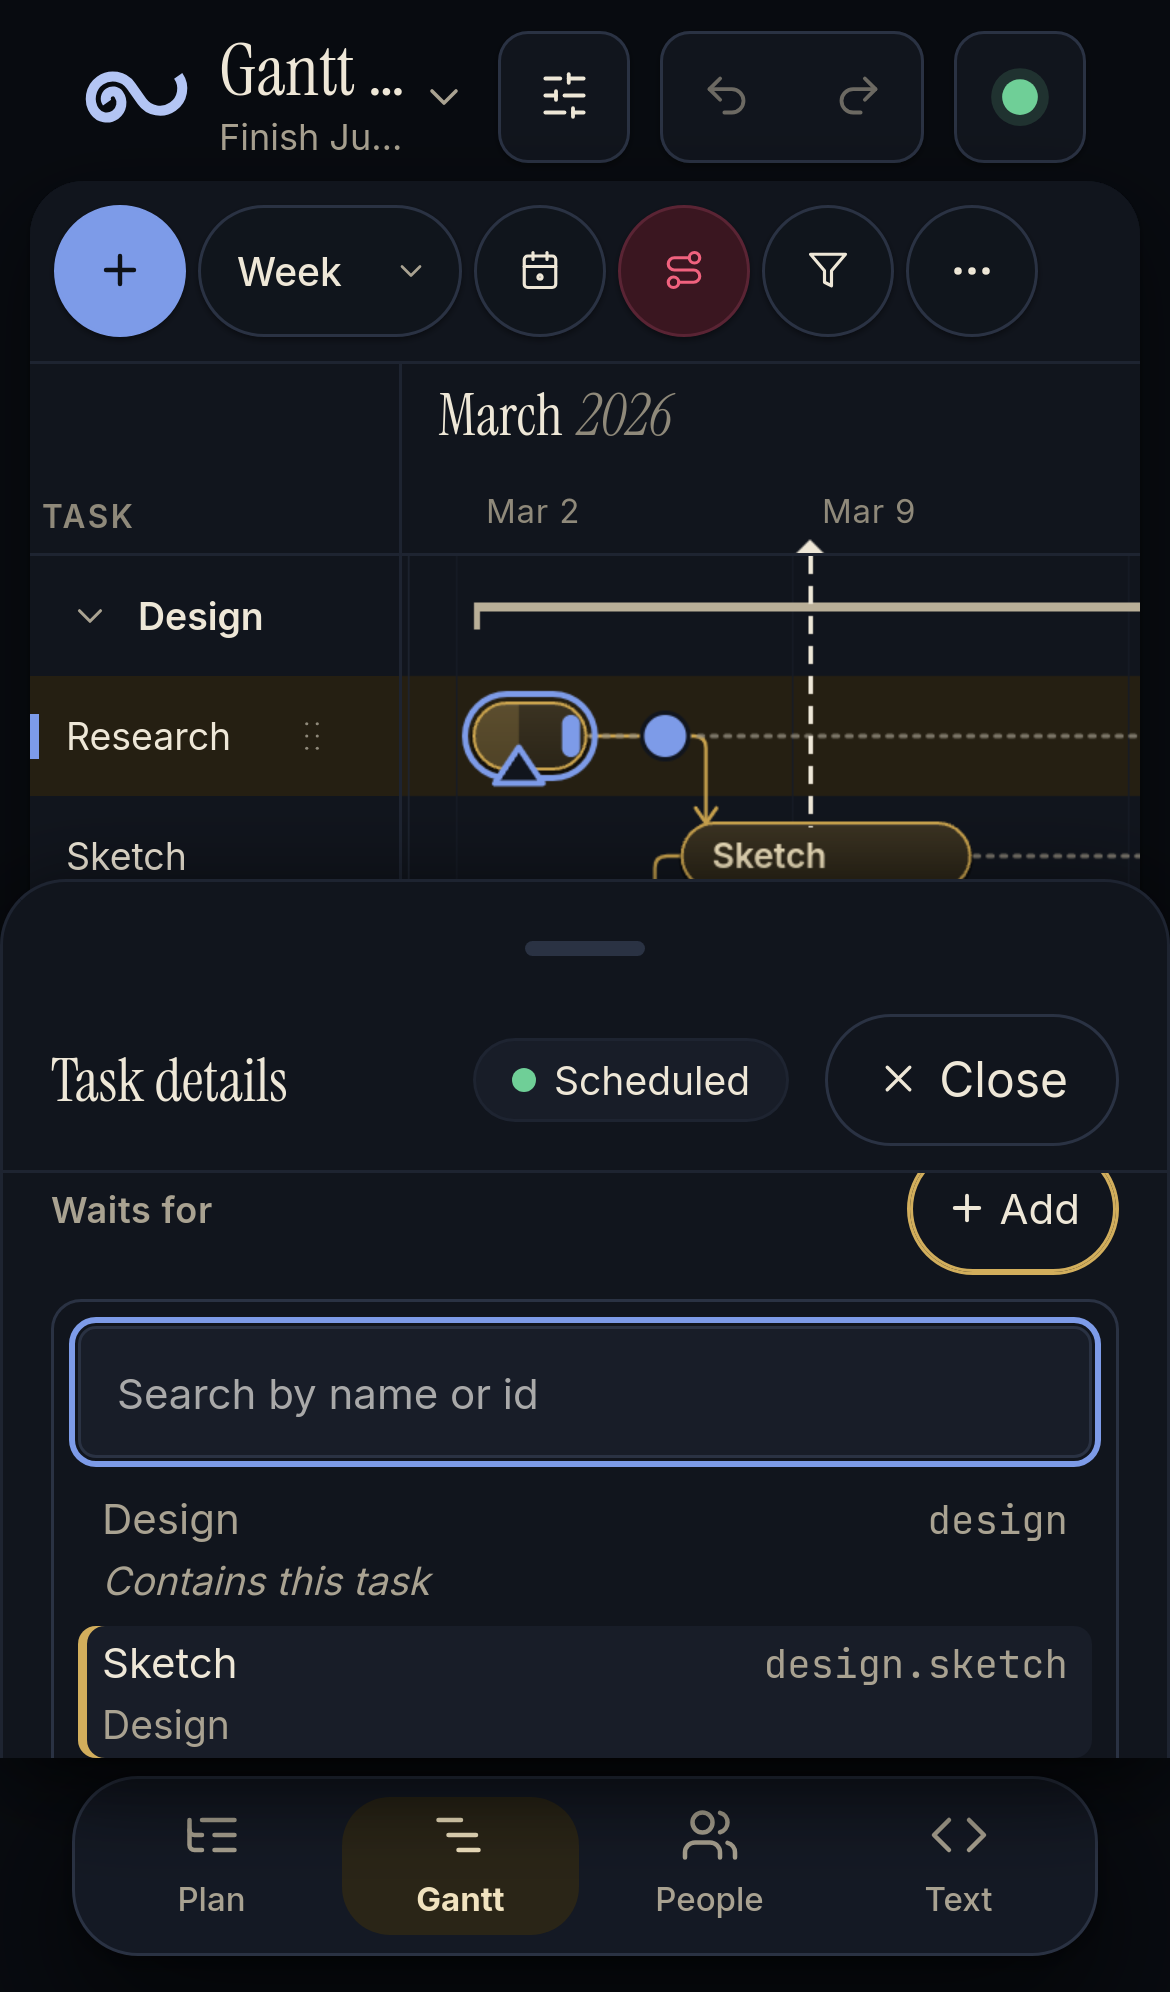 Gantt ...
Finish Ju...
Week
March 2026
TASK
Mar 2
Mar 9
Design
Research
Sketch
Sketch
Task details
Scheduled
Close
Waits for
Add
Search by name or id
Design
design
Contains this task
Sketch
design.sketch
Design
Plan
Gantt
People
Text